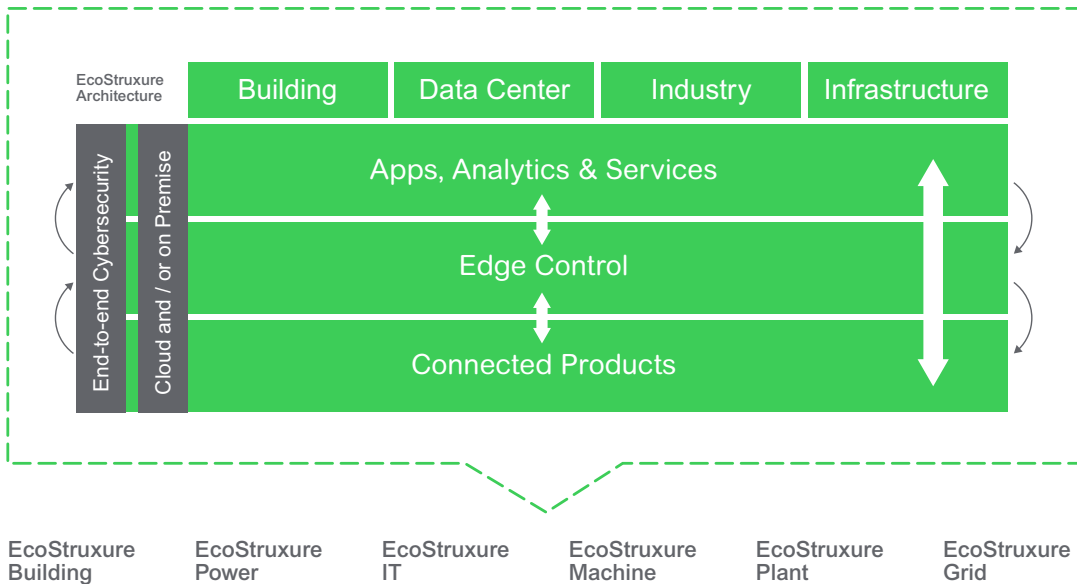 EcoStruxure
Architecture
Building
Data Center
Industry
Infrastructure
End-to-end Cybersecurity
Cloud and / or on Premise
Apps, Analytics & Services
Edge Control
Connected Products
EcoStruxure
Building
EcoStruxure
Power
EcoStruxure
IT
EcoStruxure
Machine
EcoStruxure
Plant
EcoStruxure
Grid